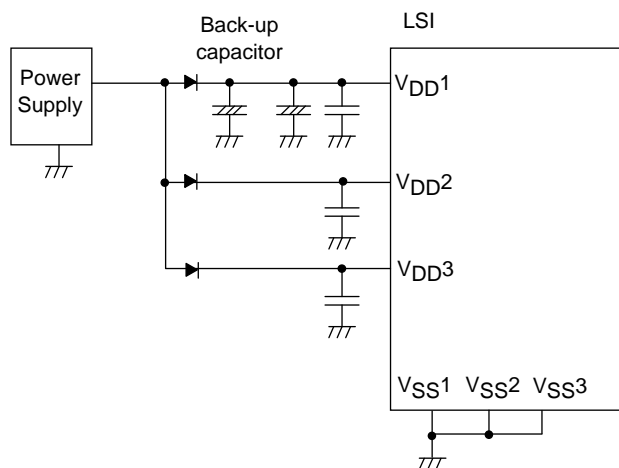 Back-up
capacitor
LSI
Power
Supply
VDD1
VDD2
VDD3
VSS1 VSS2 VSS3